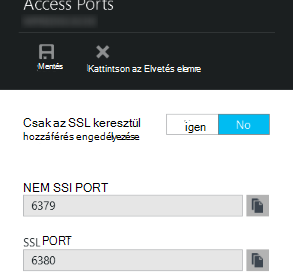 Access Ports
Mentés
Kattintson az Elvetés elemre
Csak az SSL keresztül
hozzáférés engedélyezése
igen
No
NEM SSI PORT
6379
SSL PORT
6380